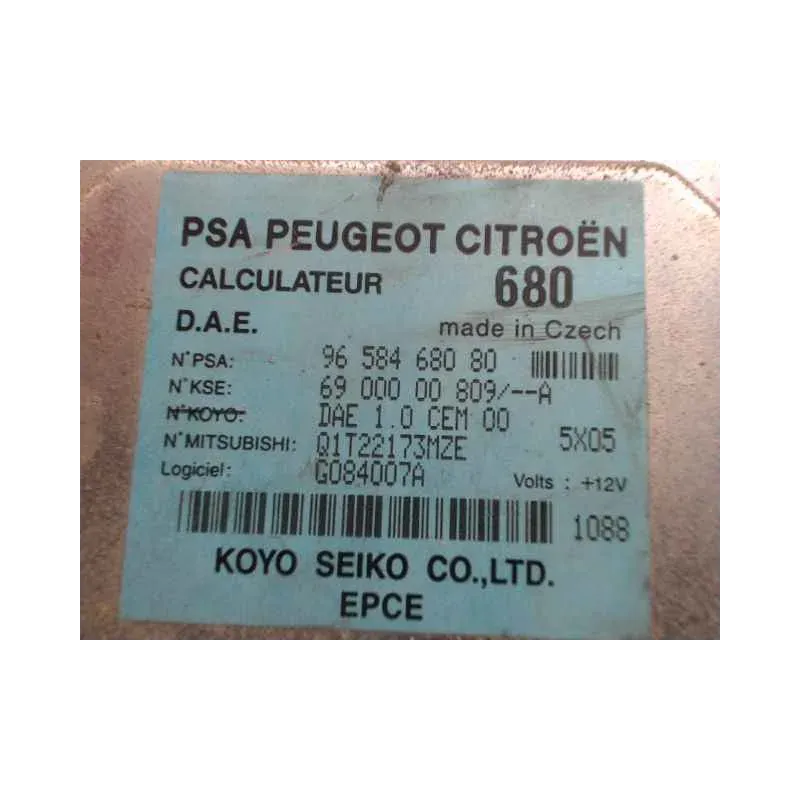 PSA PEUGEOT CITROËN
CALCULATEUR 680
D.A.E. made in Czech
N°PSA: 96 584 680 80
N°KSE: 69 000 00 809/--A
N°KOYO: DAE 1.0 CEM 00
N°MITSUBISHI: Q1T22173MZE 5X05
Logiciel: G084007A Volts : +12V
1088
KOYO SEIKO CO.,LTD.
EPCE